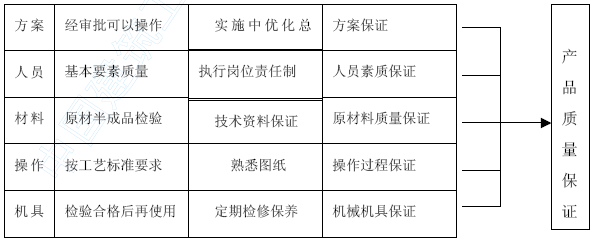 方案 经审批可以操作 实施中优化总 方案保证
人员 基本要素质量 执行岗位责任制 人员素质保证
材料 原材半成品检验 技术资料保证 原材料质量保证
操作 按工艺标准要求 熟悉图纸 操作过程保证
机具 检验合格后再使用 定期检修保养 机械机具保证
产品质量保证